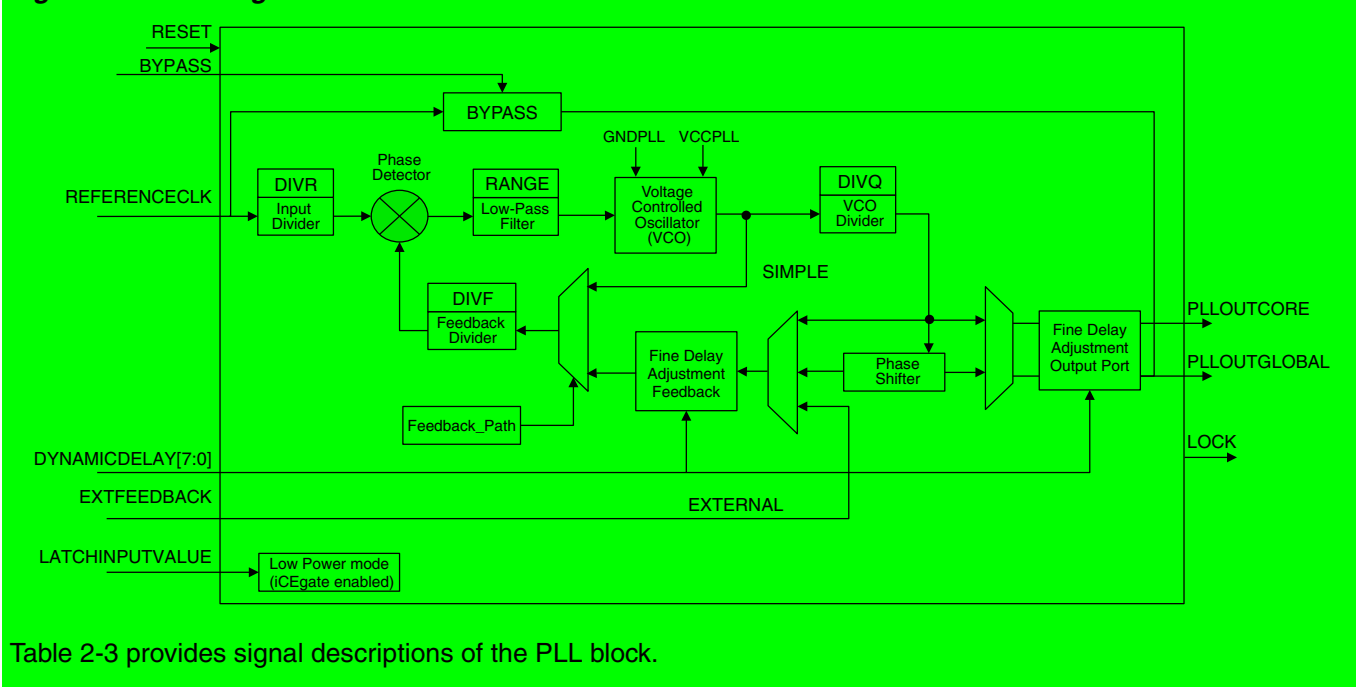 RESET
BYPASS
BYPASS
GNDPLL VCCPLL
Phase
Detector
REFERENCECLK
DIVR
Input
Divider
RANGE
Low-Pass
Filter
Voltage
Controlled
Oscillator
(VCO)
DIVQ
VCO
Divider
SIMPLE
DIVF
Feedback
Divider
Fine Delay
Adjustment
Feedback
Phase
Shifter
Fine Delay
Adjustment
Output Port
PLLOUTCORE
PLLOUTGLOBAL
Feedback_Path
LOCK
DYNAMICDELAY[7:0]
EXTFEEDBACK
EXTERNAL
LATCHINPUTVALUE
Low Power mode
(iCEgate enabled)
Table 2-3 provides signal descriptions of the PLL block.